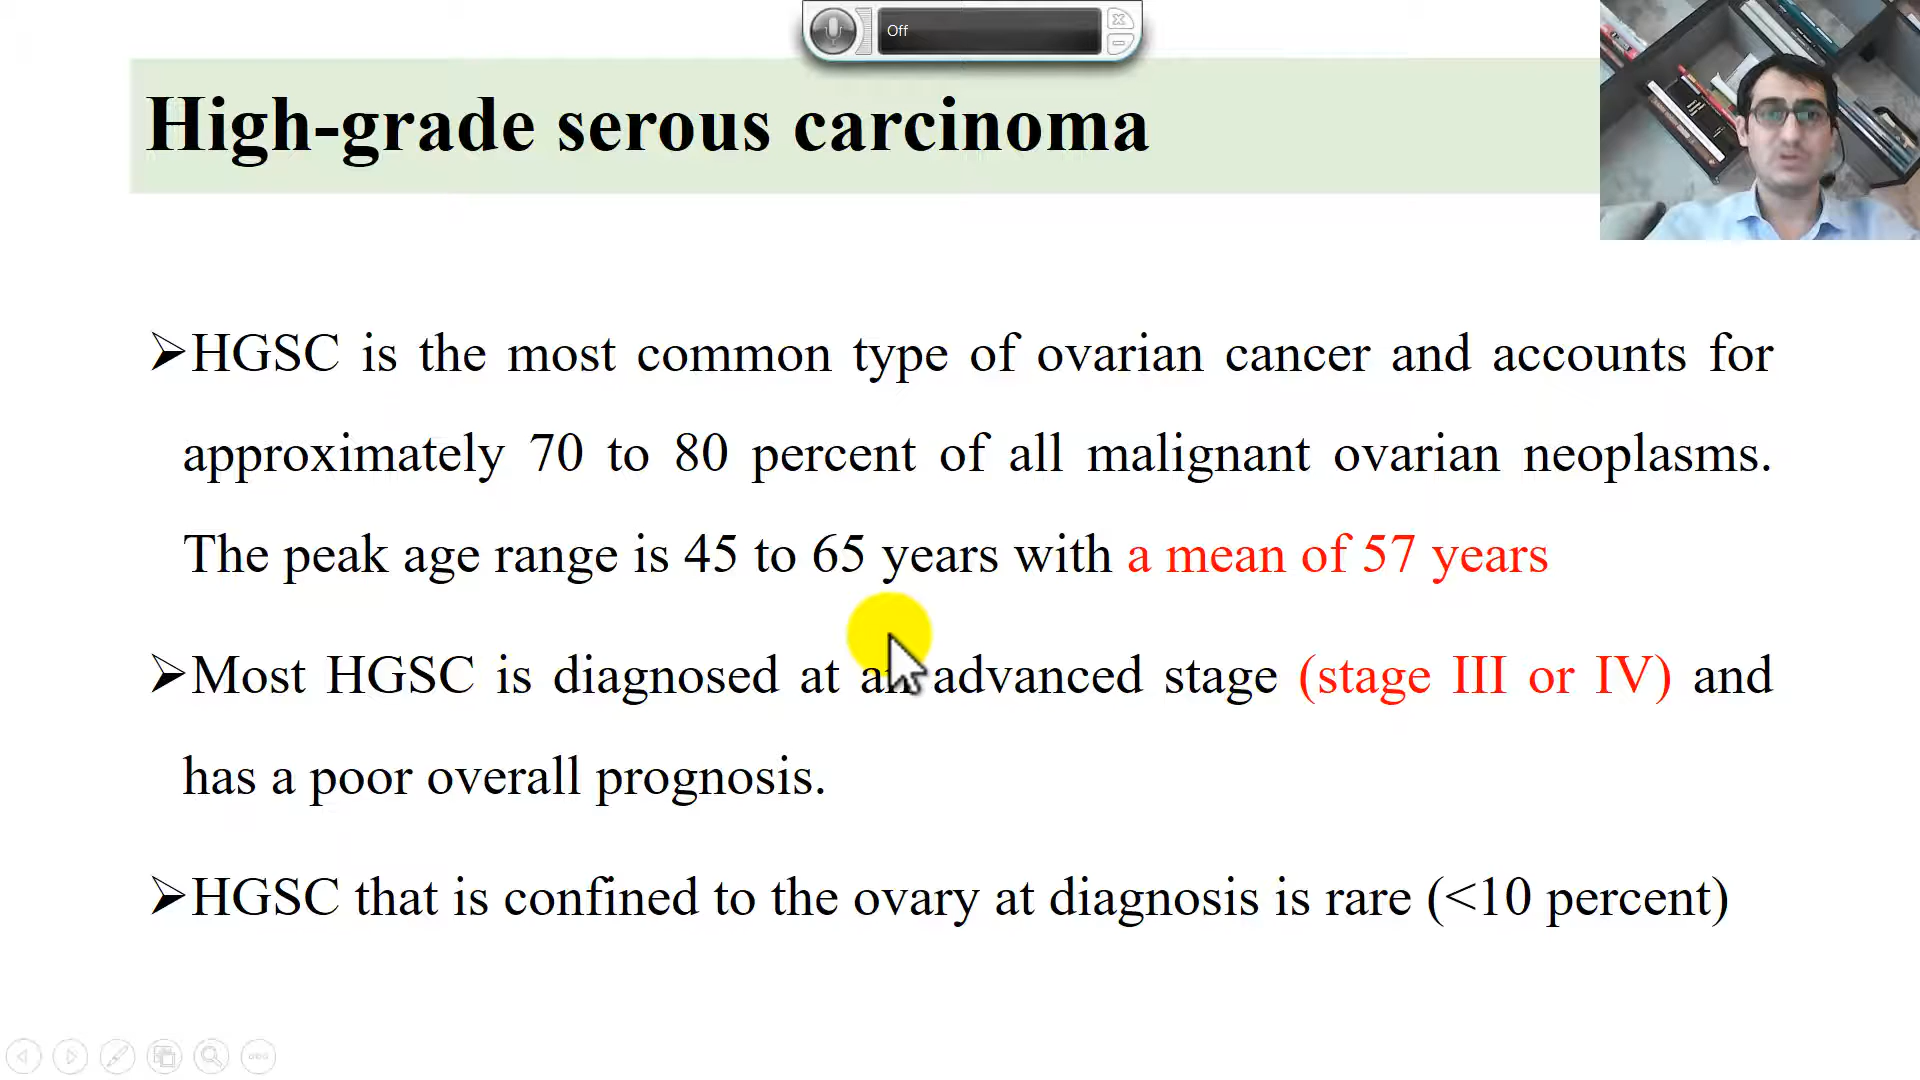 Off
High-grade serous carcinoma
➢HGSC is the most common type of ovarian cancer and accounts for
approximately 70 to 80 percent of all malignant ovarian neoplasms.
The peak age range is 45 to 65 years with a mean of 57 years
➢Most HGSC is diagnosed at an advanced stage (stage III or IV) and
has a poor overall prognosis.
➢HGSC that is confined to the ovary at diagnosis is rare (<10 percent)